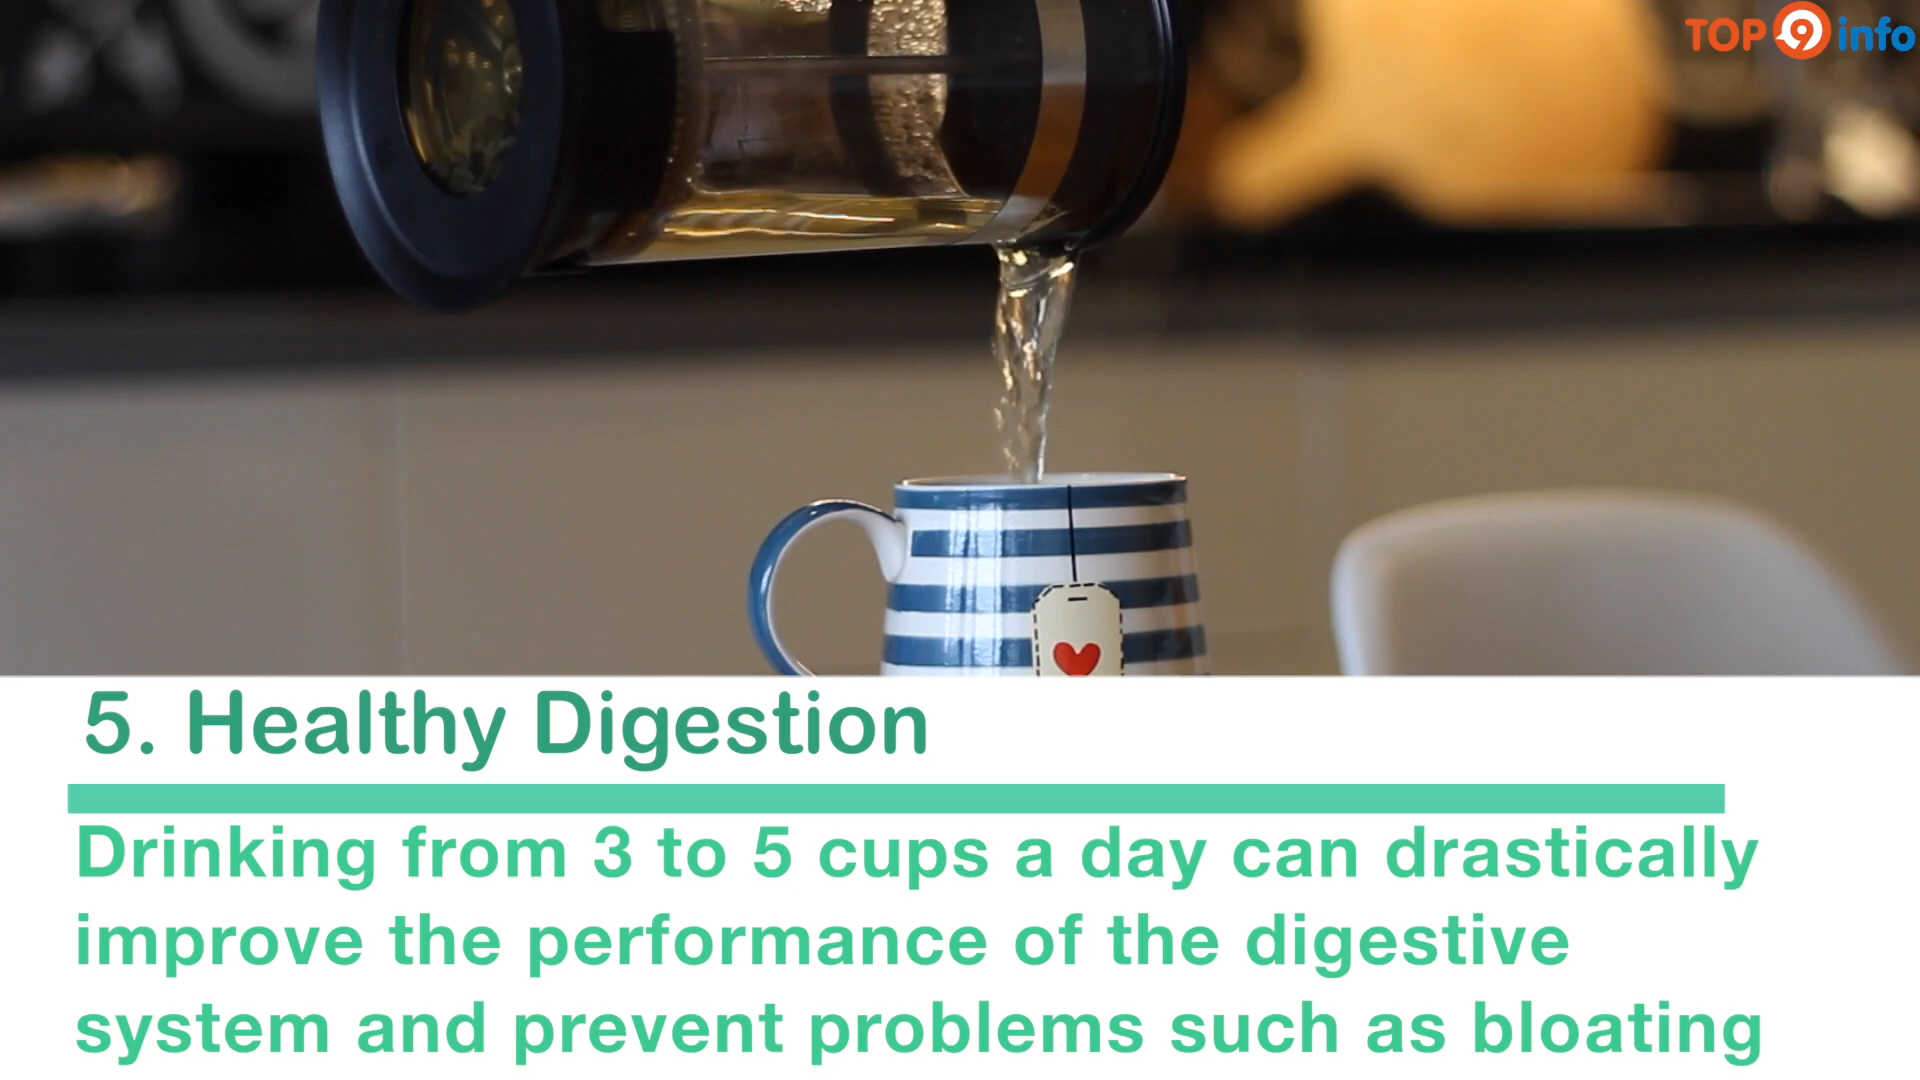 TOP 9 info
5. Healthy Digestion
Drinking from 3 to 5 cups a day can drastically
improve the performance of the digestive
system and prevent problems such as bloating